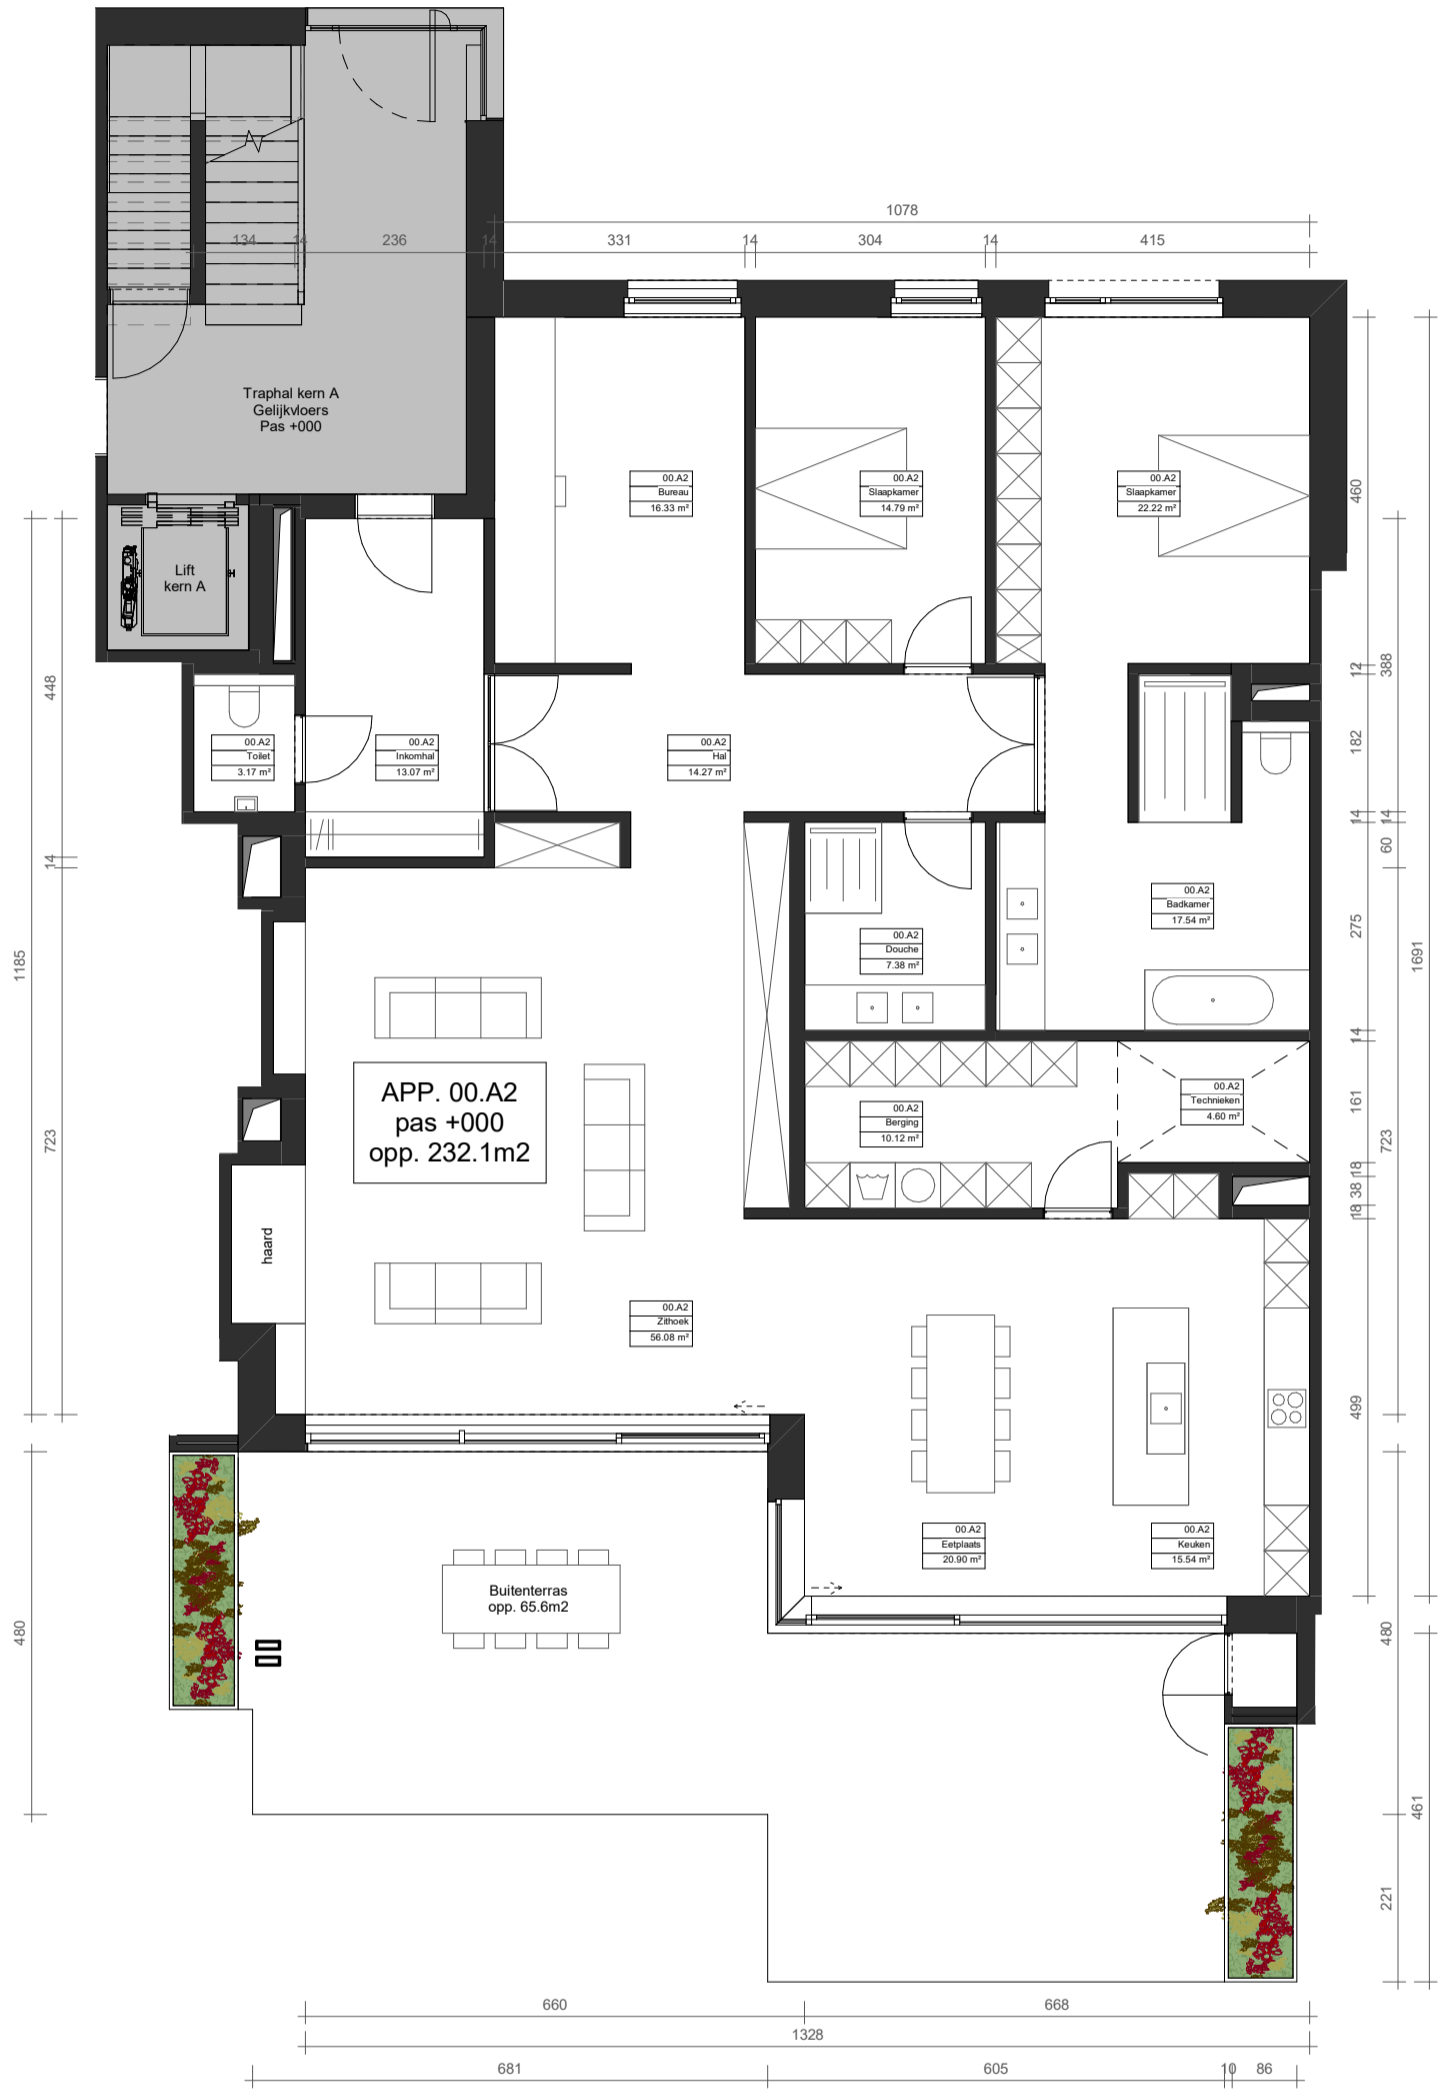 1078
134
14
236
14
331
14
304
14
415
Traphal kern A
Gelijkvloers
Pas +000
00.A2
Bureau
16.33 m²
00.A2
Slaapkamer
14.79 m²
00.A2
Slaapkamer
22.22 m²
460
Lift
kern A
448
12
388
00.A2
Toilet
3.17 m²
00.A2
Inkomhal
13.07 m²
00.A2
Hal
14.27 m²
182
14
14
60
14
00.A2
Badkamer
17.54 m²
00.A2
Douche
7.38 m²
275
1185
1691
14
APP. 00.A2
pas +000
opp. 232.1m2
00.A2
Technieken
4.60 m²
00.A2
Berging
10.12 m²
161
723
723
18
38
18
haard
00.A2
Zithoek
56.08 m²
499
00.A2
Eetplaats
20.90 m²
00.A2
Keuken
15.54 m²
Buitenterras
opp. 65.6m2
480
480
461
221
660
668
1328
681
605
10
86